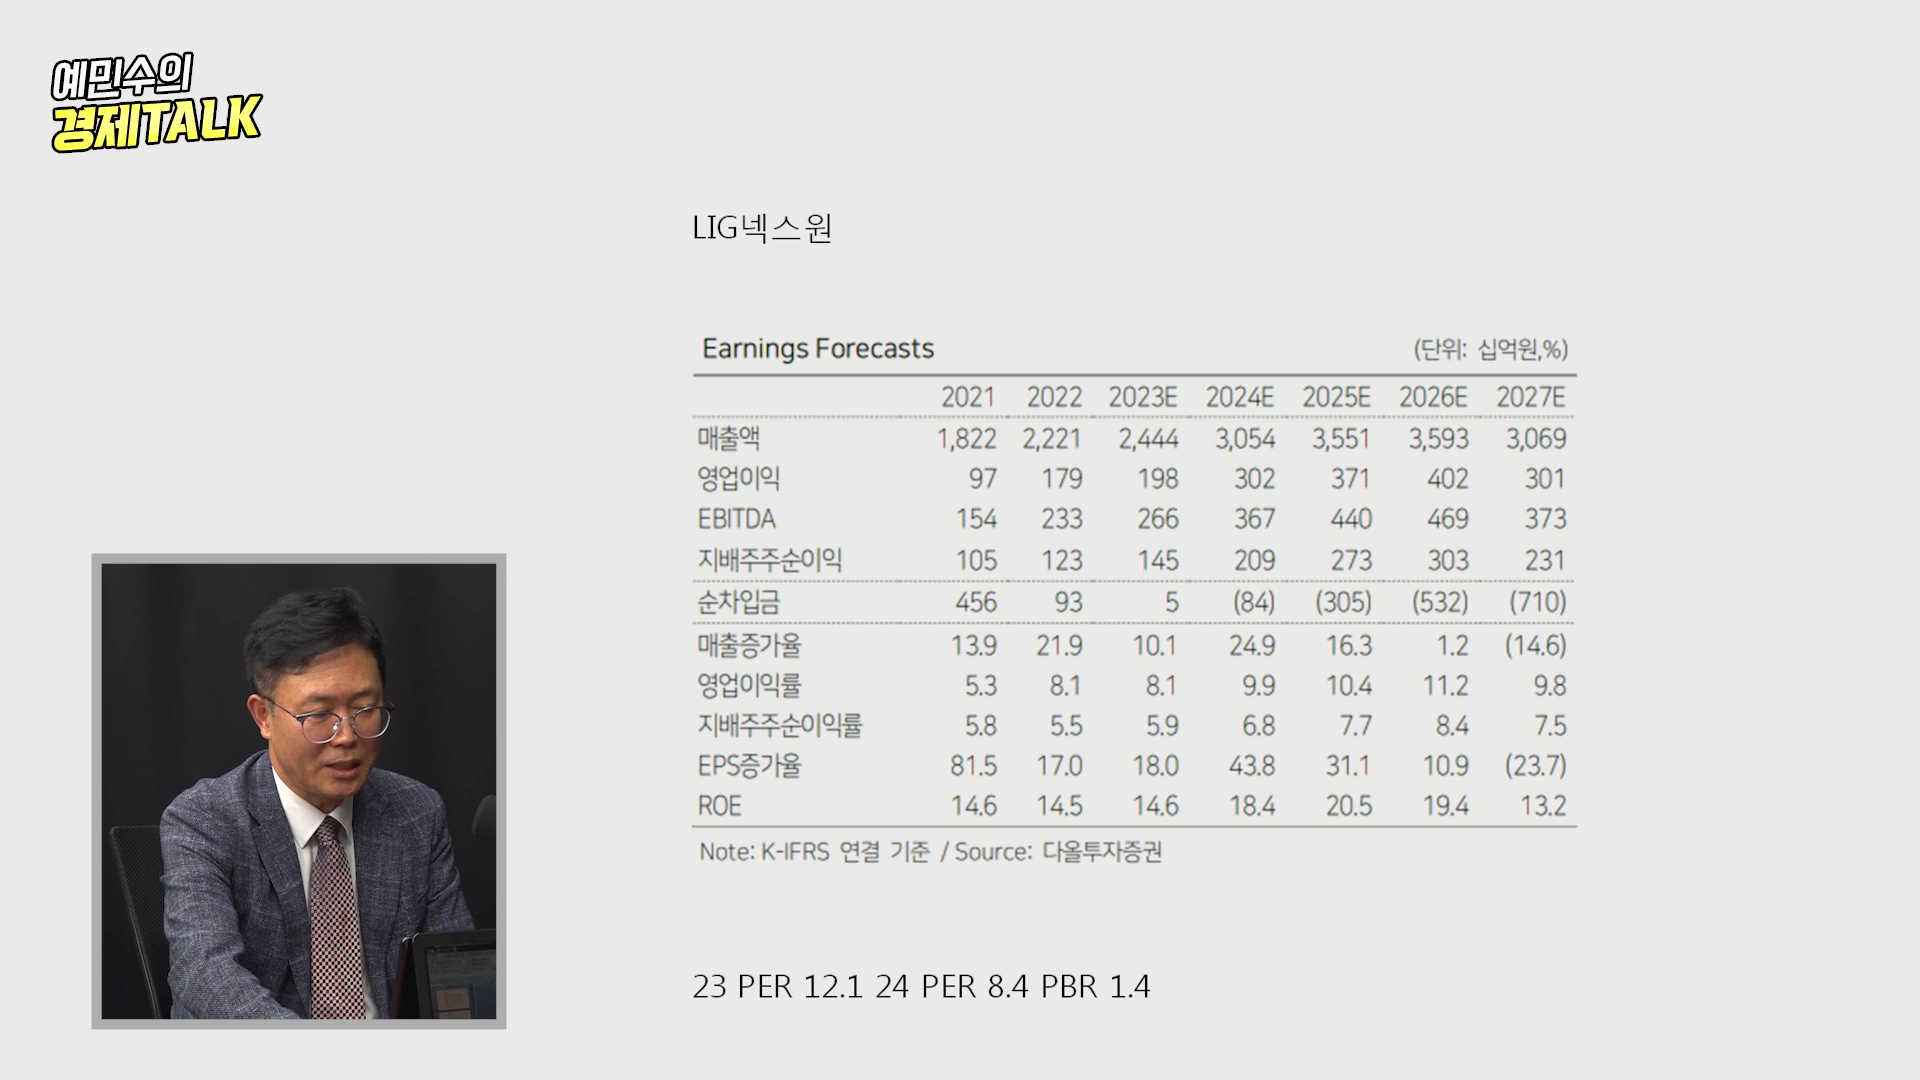 예민수의
경제TALK
LIG넥스원
Earnings Forecasts (단위: 십억원,%)
2021 2022 2023E 2024E 2025E 2026E 2027E
매출액 1,822 2,221 2,444 3,054 3,551 3,593 3,069
영업이익 97 179 198 302 371 402 301
EBITDA 154 233 266 367 440 469 373
지배주주순이익 105 123 145 209 273 303 231
순차입금 456 93 5 (84) (305) (532) (710)
매출증가율 13.9 21.9 10.1 24.9 16.3 1.2 (14.6)
영업이익률 5.3 8.1 8.1 9.9 10.4 11.2 9.8
지배주주순이익률 5.8 5.5 5.9 6.8 7.7 8.4 7.5
EPS증가율 81.5 17.0 18.0 43.8 31.1 10.9 (23.7)
ROE 14.6 14.5 14.6 18.4 20.5 19.4 13.2
Note: K-IFRS 연결 기준 / Source: 다올투자증권
23 PER 12.1 24 PER 8.4 PBR 1.4